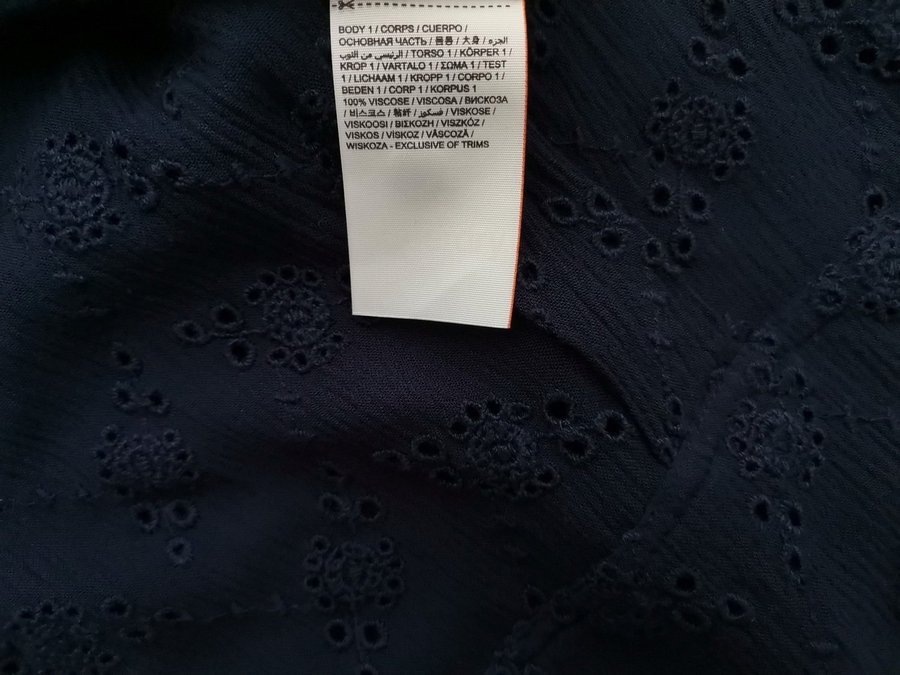 BODY 1 / CORPS / CUERPO /
ОСНОВНАЯ ЧАСТЬ / 몸통 / 大身 / الجزء
الرئيسي من الثوب / TORSO 1 / KÖRPER 1 /
KROP 1 / VARTALO 1 / ΣΩΜΑ 1 / TEST
1 / LICHAAM 1 / KROPP 1 / CORPO 1 /
BEDEN 1 / CORP 1 / KORPUS 1
100% VISCOSE / VISCOSA / ВИСКОЗА
/ 비스코스 / 粘纤 / فسكوز / VISKOSE /
VISKOOSI / ΒΙΣΚΟΖΗ / VISZKÓZ /
VISKOS / VİSKOZ / VÂSCOZĂ /
WISKOZA - EXCLUSIVE OF TRIMS